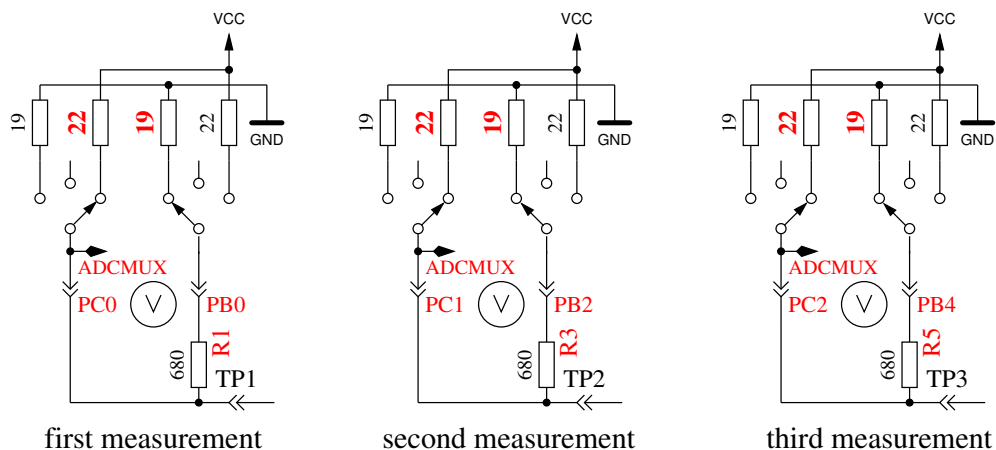 VCC
19
22
19
22
GND
ADCMUX
PC0
V
PB0
R1
680
TP1
first measurement
VCC
19
22
19
22
GND
ADCMUX
PC1
V
PB2
R3
680
TP2
second measurement
VCC
19
22
19
22
GND
ADCMUX
PC2
V
PB4
R5
680
TP3
third measurement